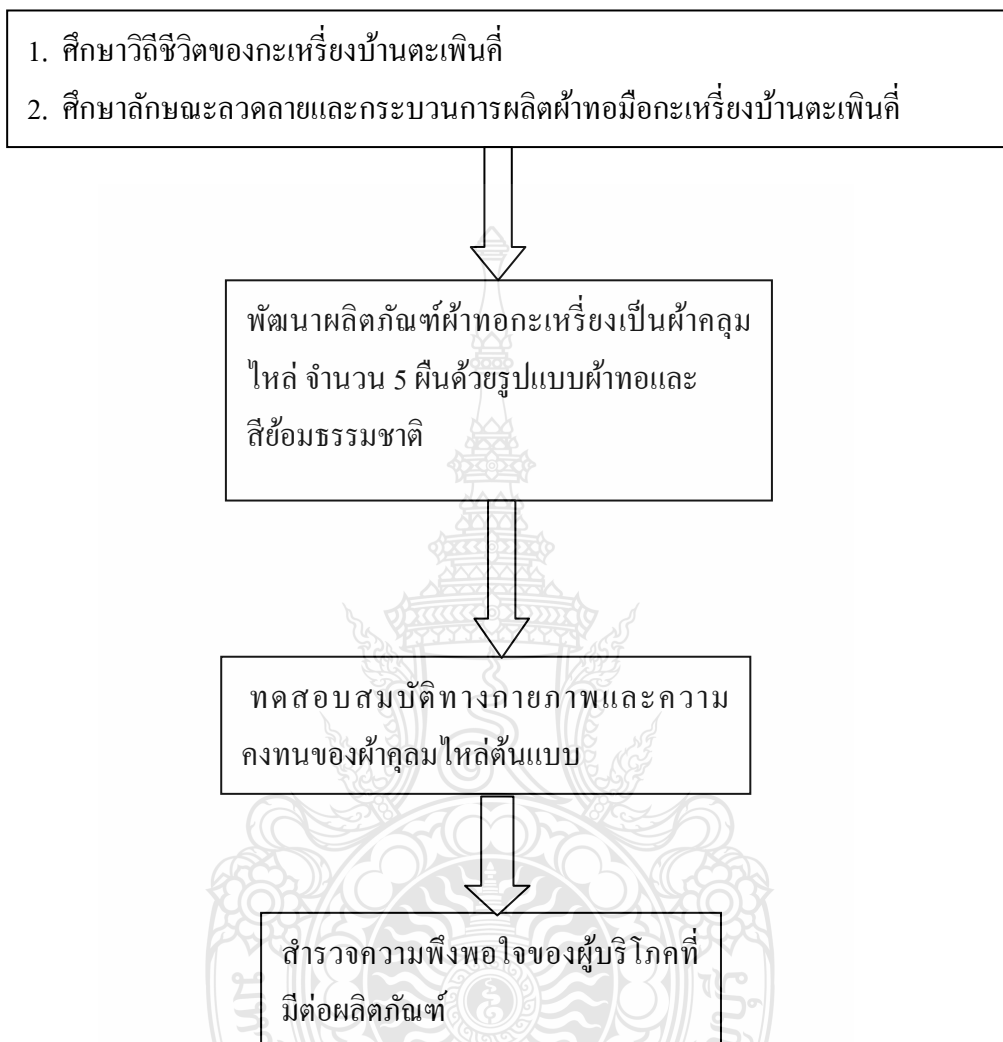 1. ศึกษาวิถีชีวิตของกะเหรี่ยงบ้านตะเพินคี่
2. ศึกษาลักษณะลวดลายและกระบวนการผลิตผ้าทอมือกะเหรี่ยงบ้านตะเพินคี่
พัฒนาผลิตภัณฑ์ผ้าทอกะเหรี่ยงเป็นผ้าคลุม
ไหล่ จำนวน 5 ผืนด้วยรูปแบบผ้าทอและ
สีย้อมธรรมชาติ
ทดสอบสมบัติทางกายภาพและความ
คงทนของผ้าคุลมไหล่ต้นแบบ
สำรวจความพึงพอใจของผู้บริโภคที่
มีต่อผลิตภัณฑ์